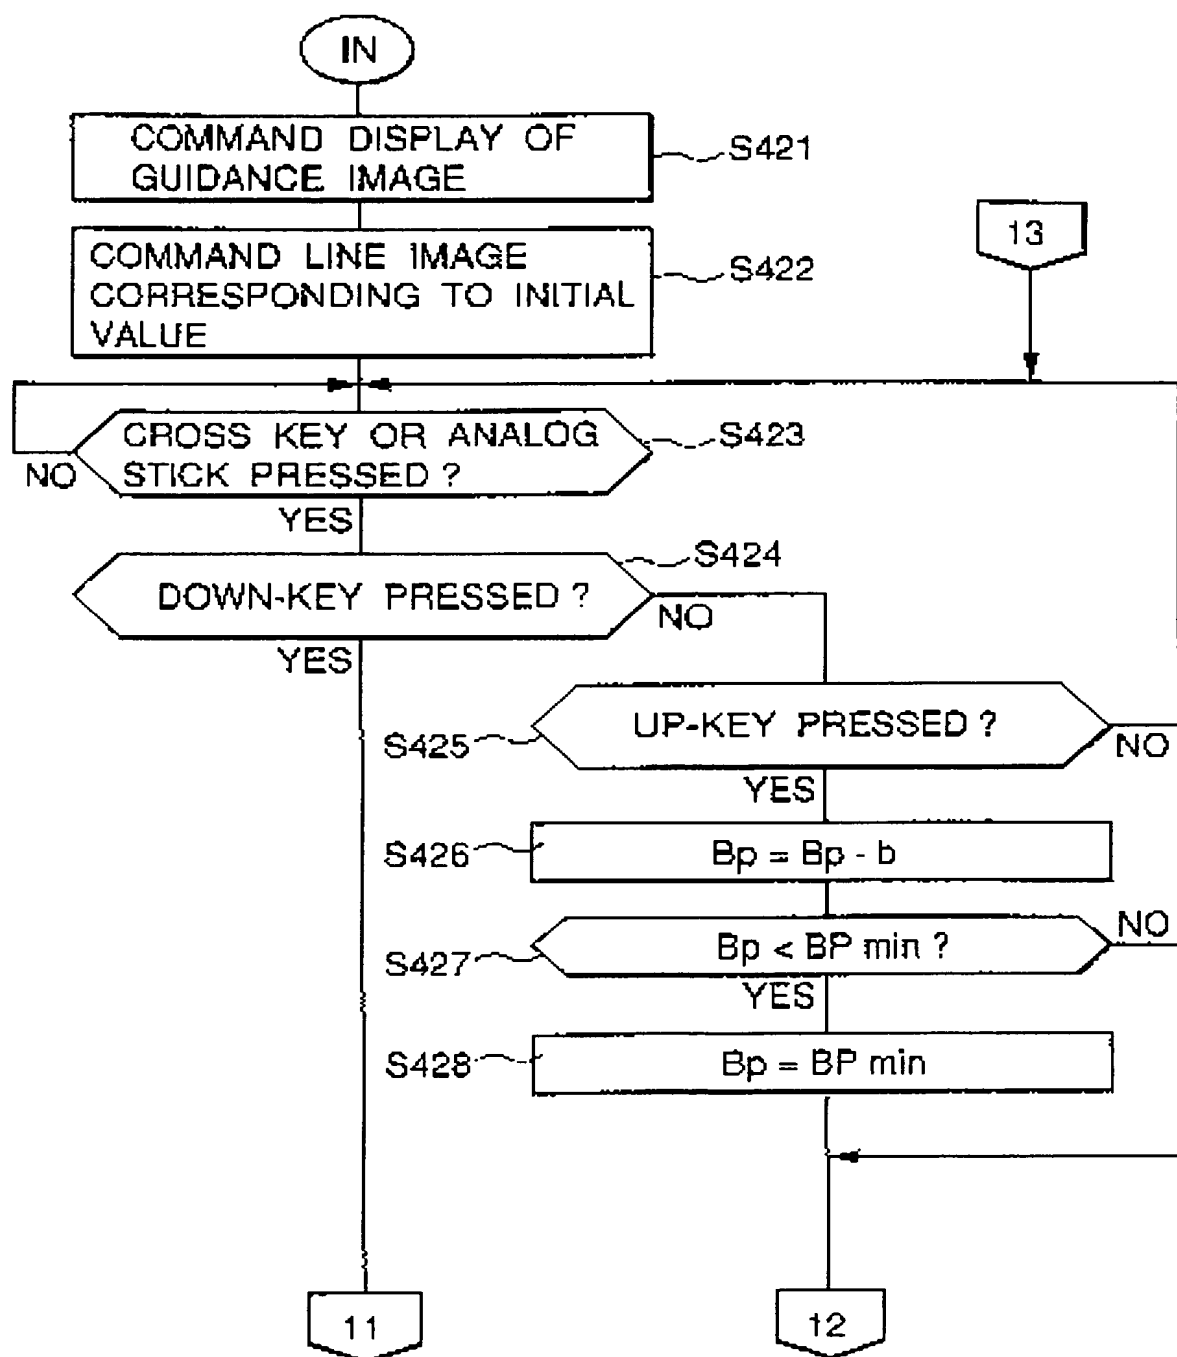 IN
COMMAND DISPLAY OF
GUIDANCE IMAGE
S421
COMMAND LINE IMAGE
CORRESPONDING TO INITIAL
VALUE
S422
13
CROSS KEY OR ANALOG
STICK PRESSED ?
S423
NO
YES
DOWN-KEY PRESSED ?
S424
NO
YES
UP-KEY PRESSED ?
S425
NO
YES
Bp = Bp - b
S426
Bp < BP min ?
S427
NO
YES
Bp = BP min
S428
11
12